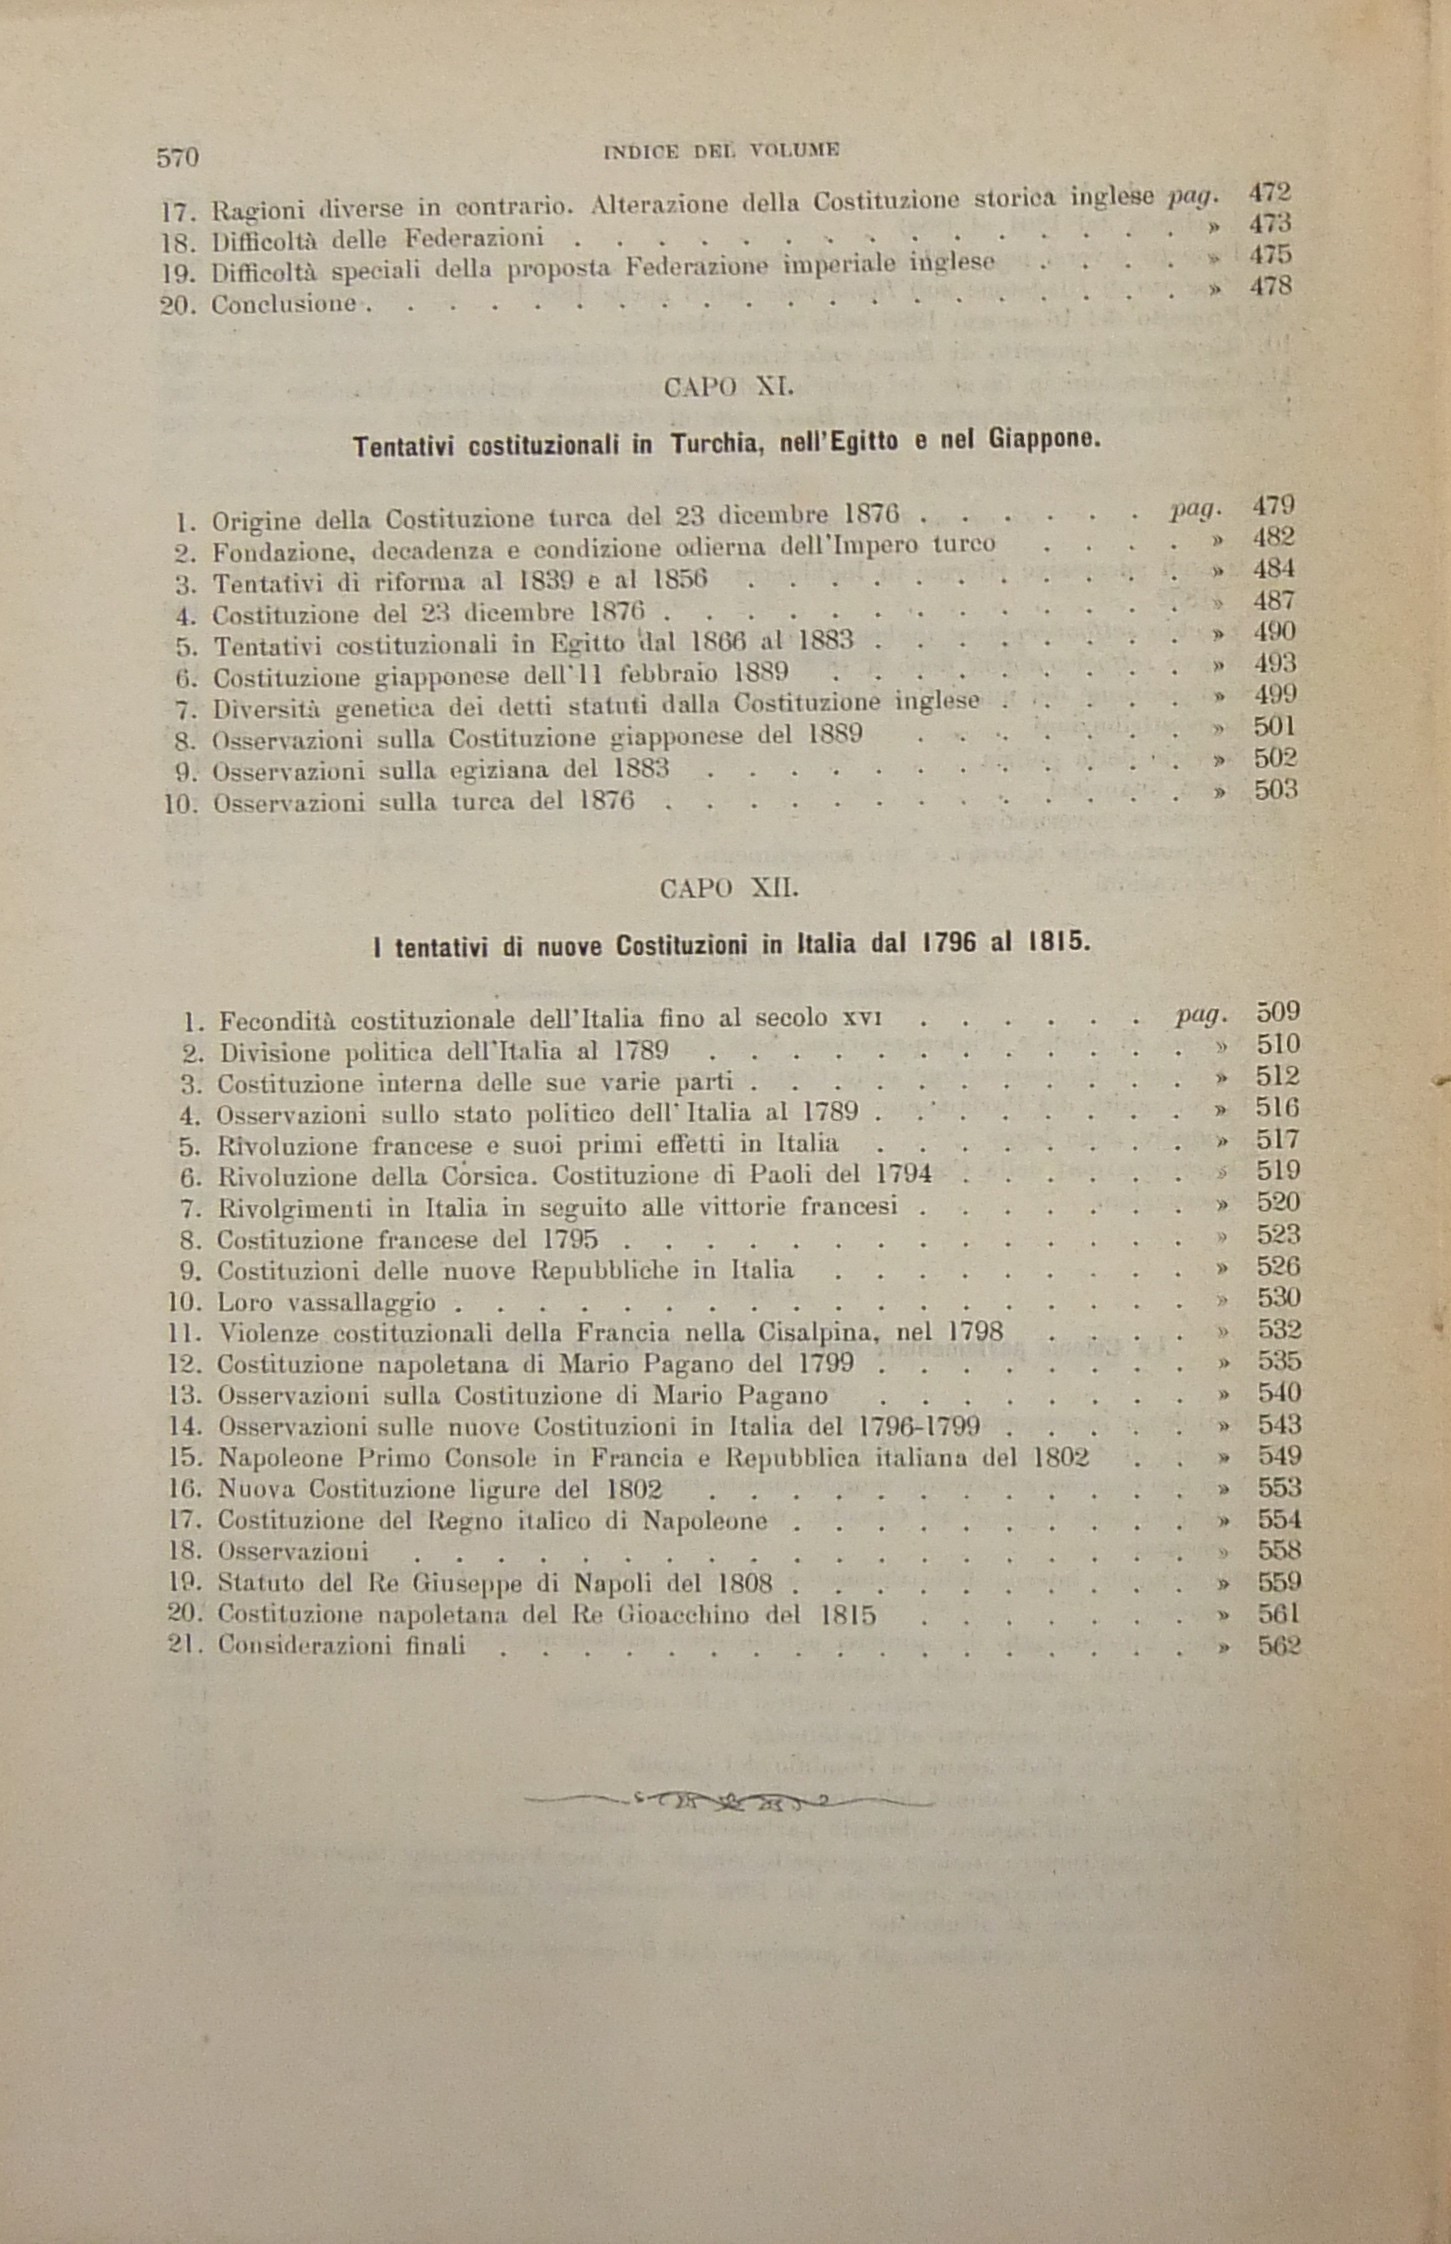 570
INDICE DEL VOLUME
17. Ragioni diverse in contrario. Alterazione della Costituzione storica inglese pag. 472
18. Difficoltà delle Federazioni . . . . . . . . . . . . . . . » 473
19. Difficoltà speciali della proposta Federazione imperiale inglese . . . . » 475
20. Conclusione . . . . . . . . . . . . . . . . . . . . » 478
CAPO XI.
Tentativi costituzionali in Turchia, nell'Egitto e nel Giappone.
1. Origine della Costituzione turca del 23 dicembre 1876 . . . . . . pag. 479
2. Fondazione, decadenza e condizione odierna dell'Impero turco . . . . » 482
3. Tentativi di riforma al 1839 e al 1856 . . . . . . . . . . . » 484
4. Costituzione del 23 dicembre 1876 . . . . . . . . . . . . . » 487
5. Tentativi costituzionali in Egitto dal 1866 al 1883 . . . . . . . . » 490
6. Costituzione giapponese dell'11 febbraio 1889 . . . . . . . . . » 493
7. Diversità genetica dei detti statuti dalla Costituzione inglese . . . . . » 499
8. Osservazioni sulla Costituzione giapponese del 1889 . . . . . . . » 501
9. Osservazioni sulla egiziana del 1883 . . . . . . . . . . . . » 502
10. Osservazioni sulla turca del 1876 . . . . . . . . . . . . . » 503
CAPO XII.
I tentativi di nuove Costituzioni in Italia dal 1796 al 1815.
1. Fecondità costituzionale dell'Italia fino al secolo XVI . . . . . . pag. 509
2. Divisione politica dell'Italia al 1789 . . . . . . . . . . . . » 510
3. Costituzione interna delle sue varie parti . . . . . . . . . . . » 512
4. Osservazioni sullo stato politico dell'Italia al 1789 . . . . . . . . » 516
5. Rivoluzione francese e suoi primi effetti in Italia . . . . . . . . » 517
6. Rivoluzione della Corsica. Costituzione di Paoli del 1794 . . . . . . » 519
7. Rivolgimenti in Italia in seguito alle vittorie francesi . . . . . . . » 520
8. Costituzione francese del 1795 . . . . . . . . . . . . . . » 523
9. Costituzioni delle nuove Repubbliche in Italia . . . . . . . . . » 526
10. Loro vassallaggio . . . . . . . . . . . . . . . . . . » 530
11. Violenze costituzionali della Francia nella Cisalpina, nel 1798 . . . . » 532
12. Costituzione napoletana di Mario Pagano del 1799 . . . . . . . . » 535
13. Osservazioni sulla Costituzione di Mario Pagano . . . . . . . . » 540
14. Osservazioni sulle nuove Costituzioni in Italia del 1796-1799 . . . . . » 543
15. Napoleone Primo Console in Francia e Repubblica italiana del 1802 . . » 549
16. Nuova Costituzione ligure del 1802 . . . . . . . . . . . . » 553
17. Costituzione del Regno italico di Napoleone . . . . . . . . . . » 554
18. Osservazioni . . . . . . . . . . . . . . . . . . . » 558
19. Statuto del Re Giuseppe di Napoli del 1808 . . . . . . . . . . » 559
20. Costituzione napoletana del Re Gioacchino del 1815 . . . . . . . » 561
21. Considerazioni finali . . . . . . . . . . . . . . . . . » 562